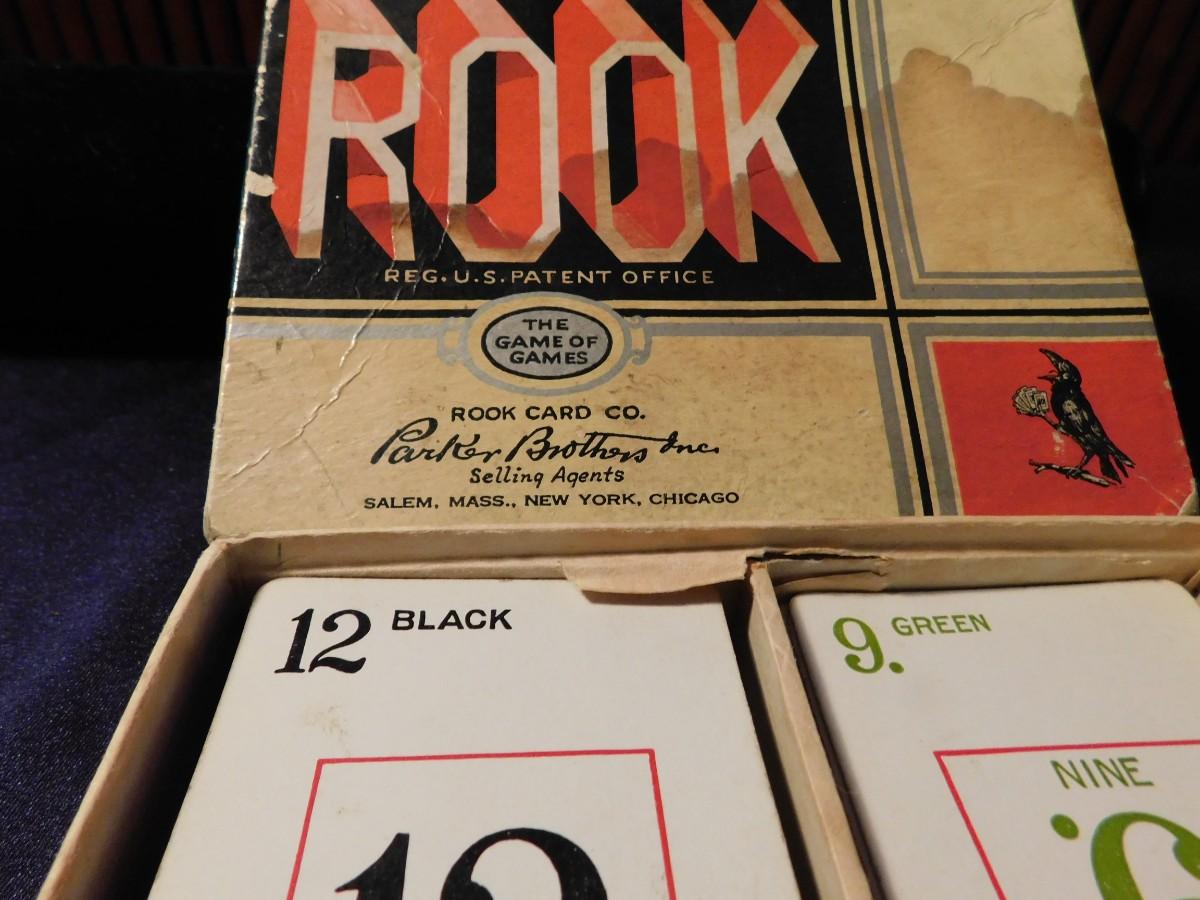 ROOK
REG. U.S. PATENT OFFICE
THE
GAME OF
GAMES
ROOK CARD CO.
Parker Brothers Inc.
Selling Agents
SALEM, MASS., NEW YORK, CHICAGO
12 BLACK
12
9. GREEN
NINE